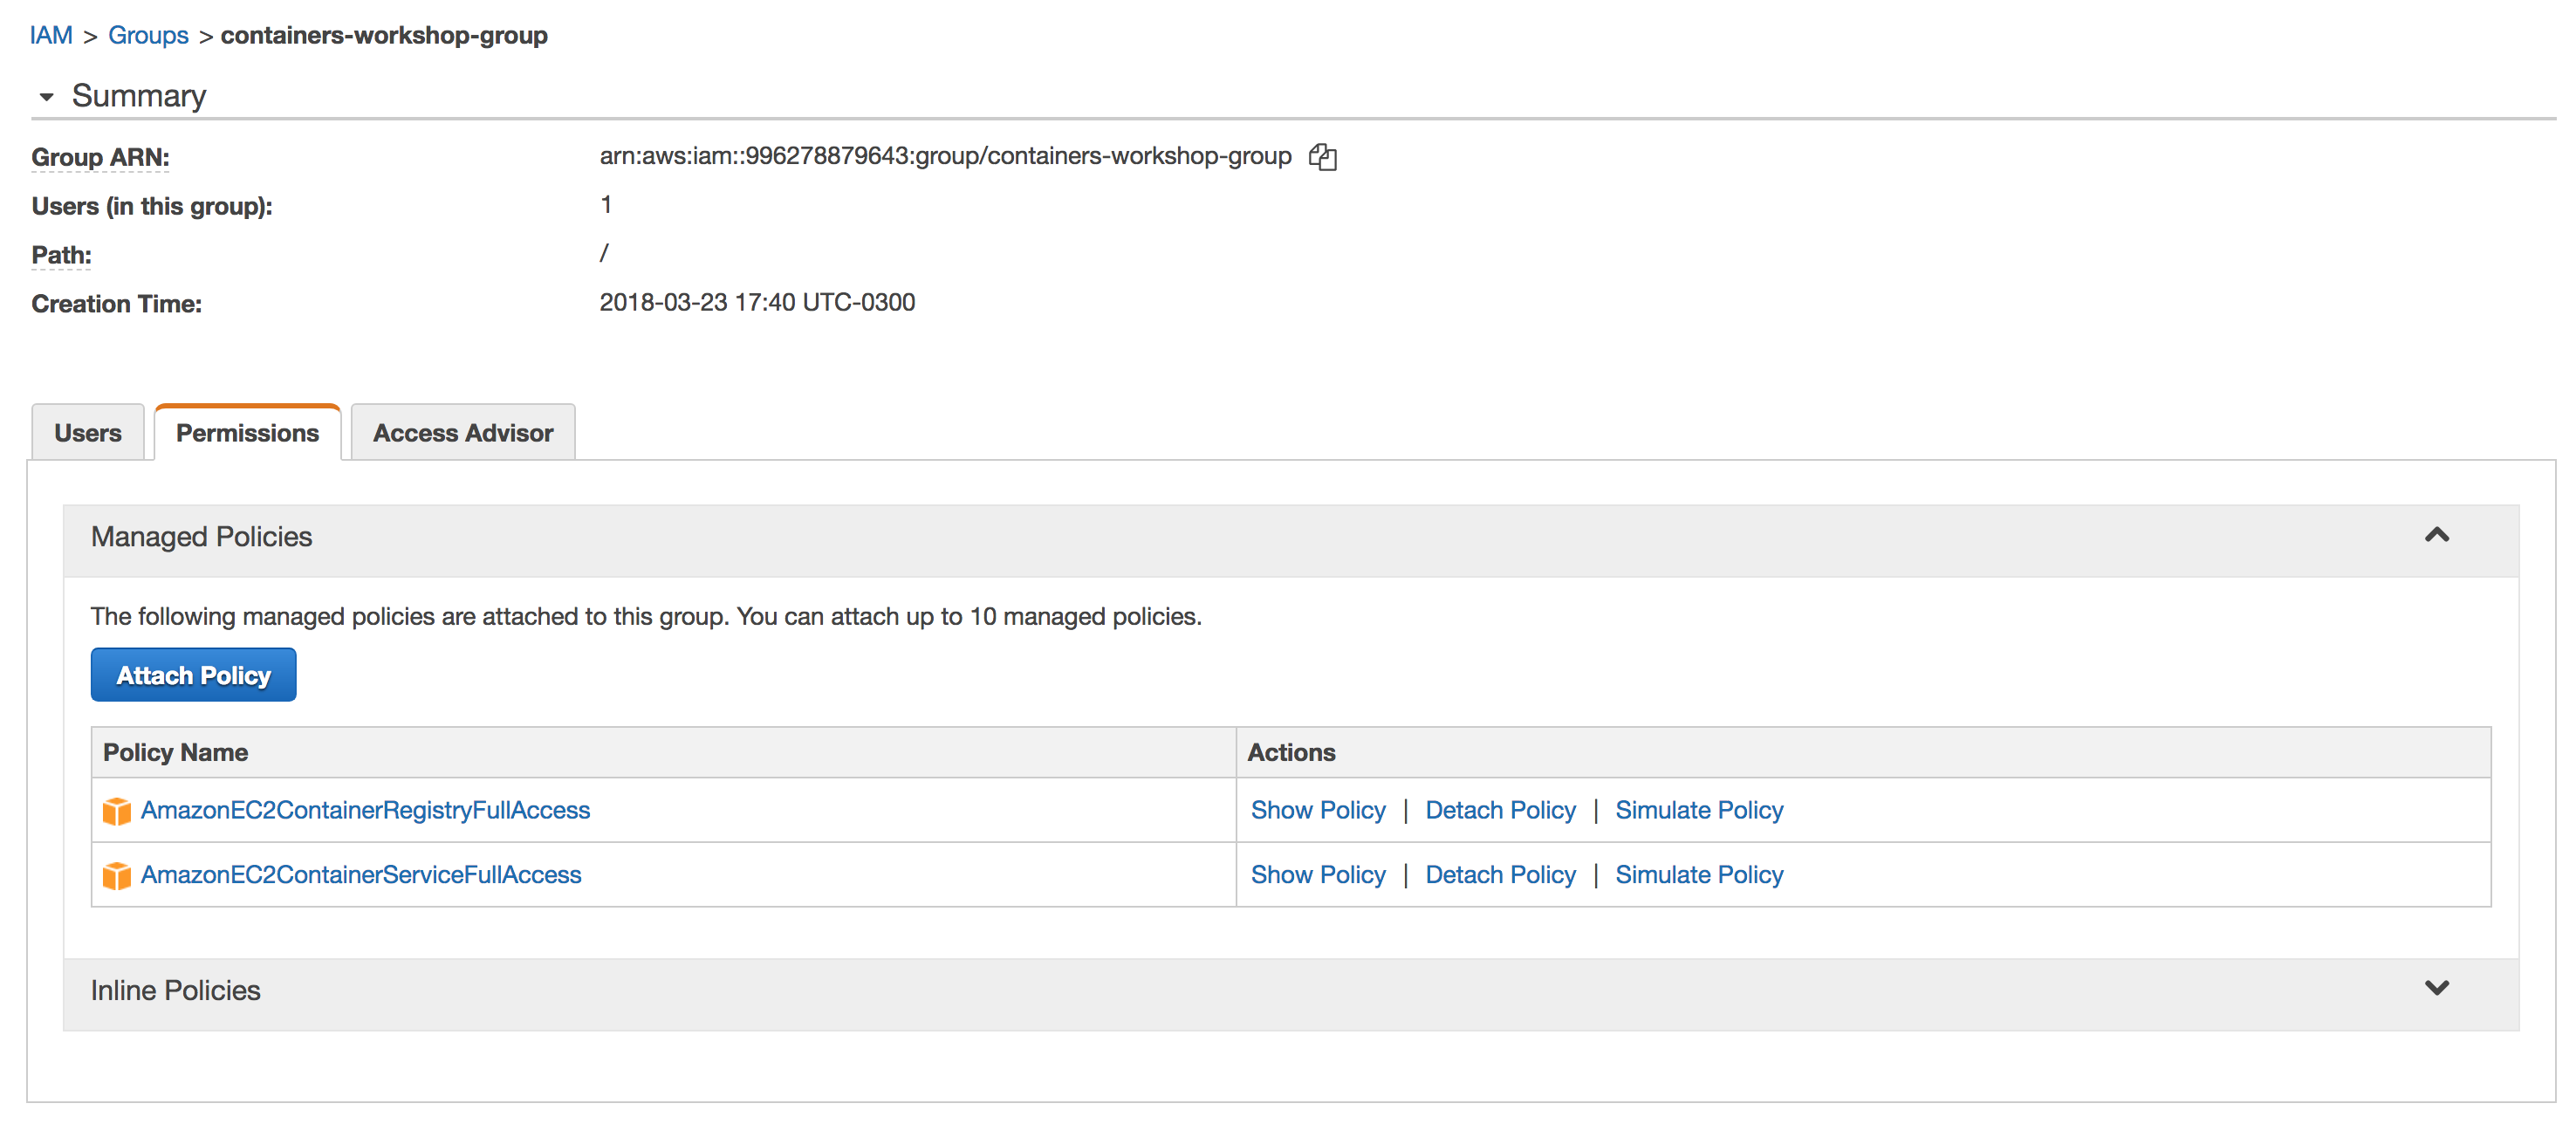 IAM > Groups > containers-workshop-group
Summary
Group ARN: arn:aws:iam::996278879643:group/containers-workshop-group
Users (in this group): 1
Path: /
Creation Time: 2018-03-23 17:40 UTC-0300
Users Permissions Access Advisor
Managed Policies
The following managed policies are attached to this group. You can attach up to 10 managed policies.
Attach Policy
Policy Name Actions
AmazonEC2ContainerRegistryFullAccess Show Policy | Detach Policy | Simulate Policy
AmazonEC2ContainerServiceFullAccess Show Policy | Detach Policy | Simulate Policy
Inline Policies